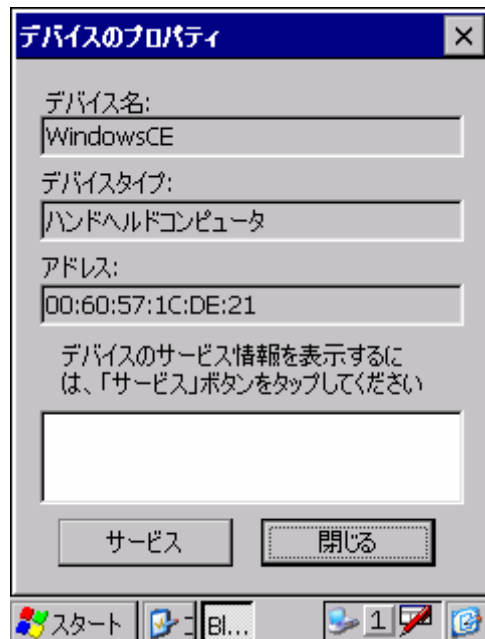 デバイスのプロパティ
デバイス名:
WindowsCE
デバイスタイプ:
ハンドヘルドコンピュータ
アドレス:
00:60:57:1C:DE:21
デバイスのサービス情報を表示するに
は、「サービス」ボタンをタップしてください
サービス
閉じる
スタート
Bl...
1